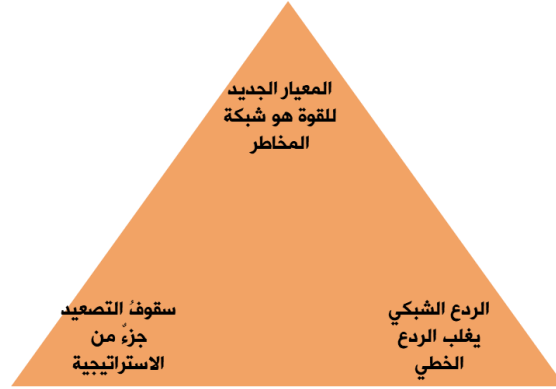 المعيار الجديد
للقوة هو شبكة
المخاطر
الردع الشبكي
يغلب الردع
الخطي
سقوفُ التصعيد
جزءٌ من
الاستراتيجية